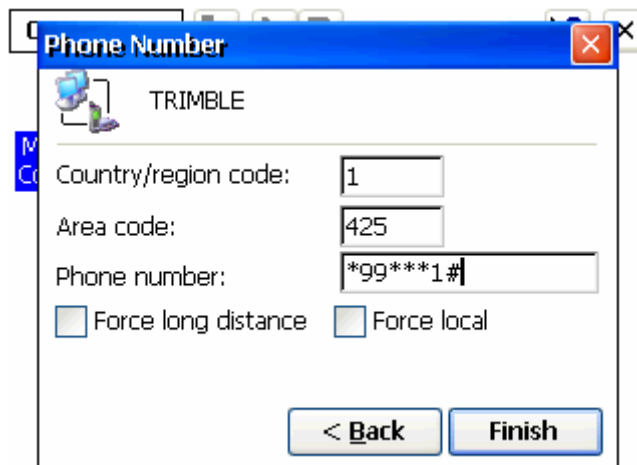 Phone Number
TRIMBLE
Country/region code: 1
Area code: 425
Phone number: *99***1#
Force long distance Force local
< Back Finish